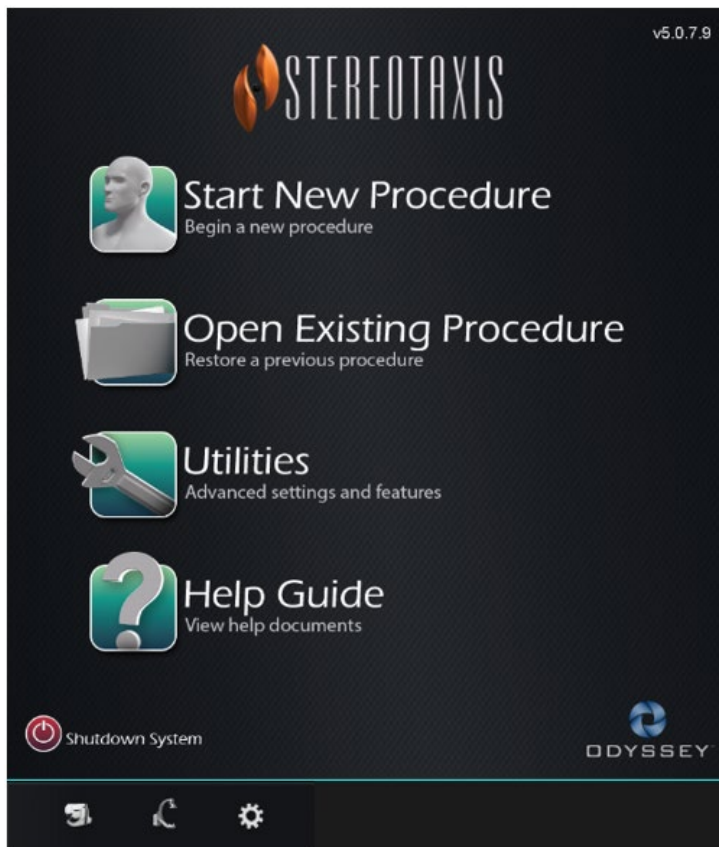 v5.0.7.9
STEREOTAXIS
Start New Procedure
Begin a new procedure
Open Existing Procedure
Restore a previous procedure
Utilities
Advanced settings and features
Help Guide
View help documents
Shutdown System
ODYSSEY